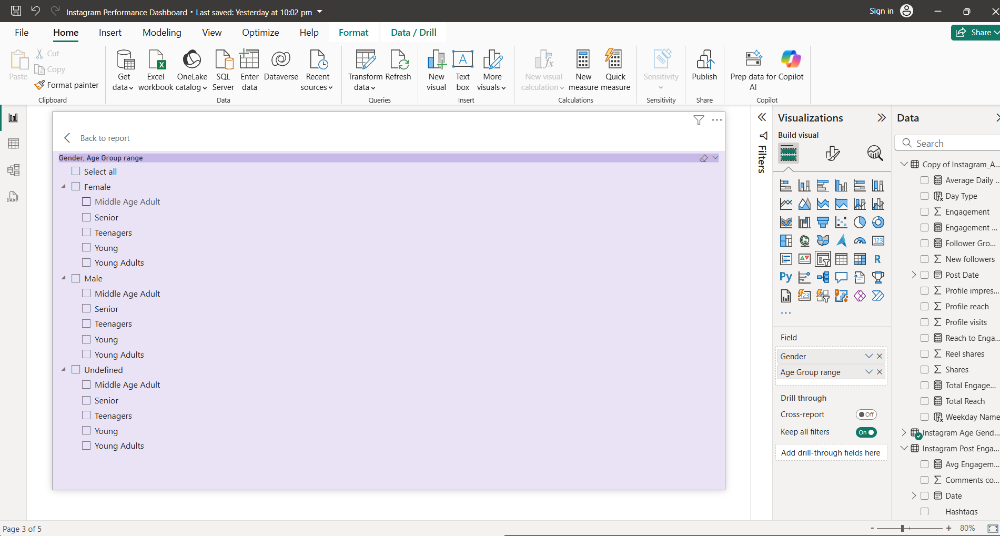 Instagram Performance Dashboard • Last saved: Yesterday at 10:02 pm
Sign in
File Home Insert Modeling View Optimize Help Format Data / Drill
Share
Paste
Cut
Copy
Format painter
Clipboard
Get data
Excel workbook
OneLake catalog
SQL Server
Enter data
Dataverse
Recent sources
Data
Transform data
Refresh
Queries
New visual
Text box
More visuals
Insert
New visual calculation
New measure
Quick measure
Calculations
Sensitivity
Sensitivity
Publish
Share
Prep data for AI
Copilot
Copilot
Back to report
Gender, Age Group range
Select all
Female
Middle Age Adult
Senior
Teenagers
Young
Young Adults
Male
Middle Age Adult
Senior
Teenagers
Young
Young Adults
Undefined
Middle Age Adult
Senior
Teenagers
Young
Young Adults
Filters
Visualizations
Build visual
123
R
Py
123
...
Field
Gender
Age Group range
Drill through
Cross-report
Off
Keep all filters
On
Add drill-through fields here
Data
Search
Copy of Instagram_A...
Average Daily ...
Day Type
Engagement
Engagement ...
Follower Gro...
New followers
Post Date
Profile impres...
Profile reach
Profile visits
Reach to Enga...
Reel shares
Shares
Total Engage...
Total Reach
Weekday Name
Instagram Age Gend...
Instagram Post Enga...
Avg Engagem...
Comments co...
Date
Hashtags
DAX
Page 3 of 5
- + 80%